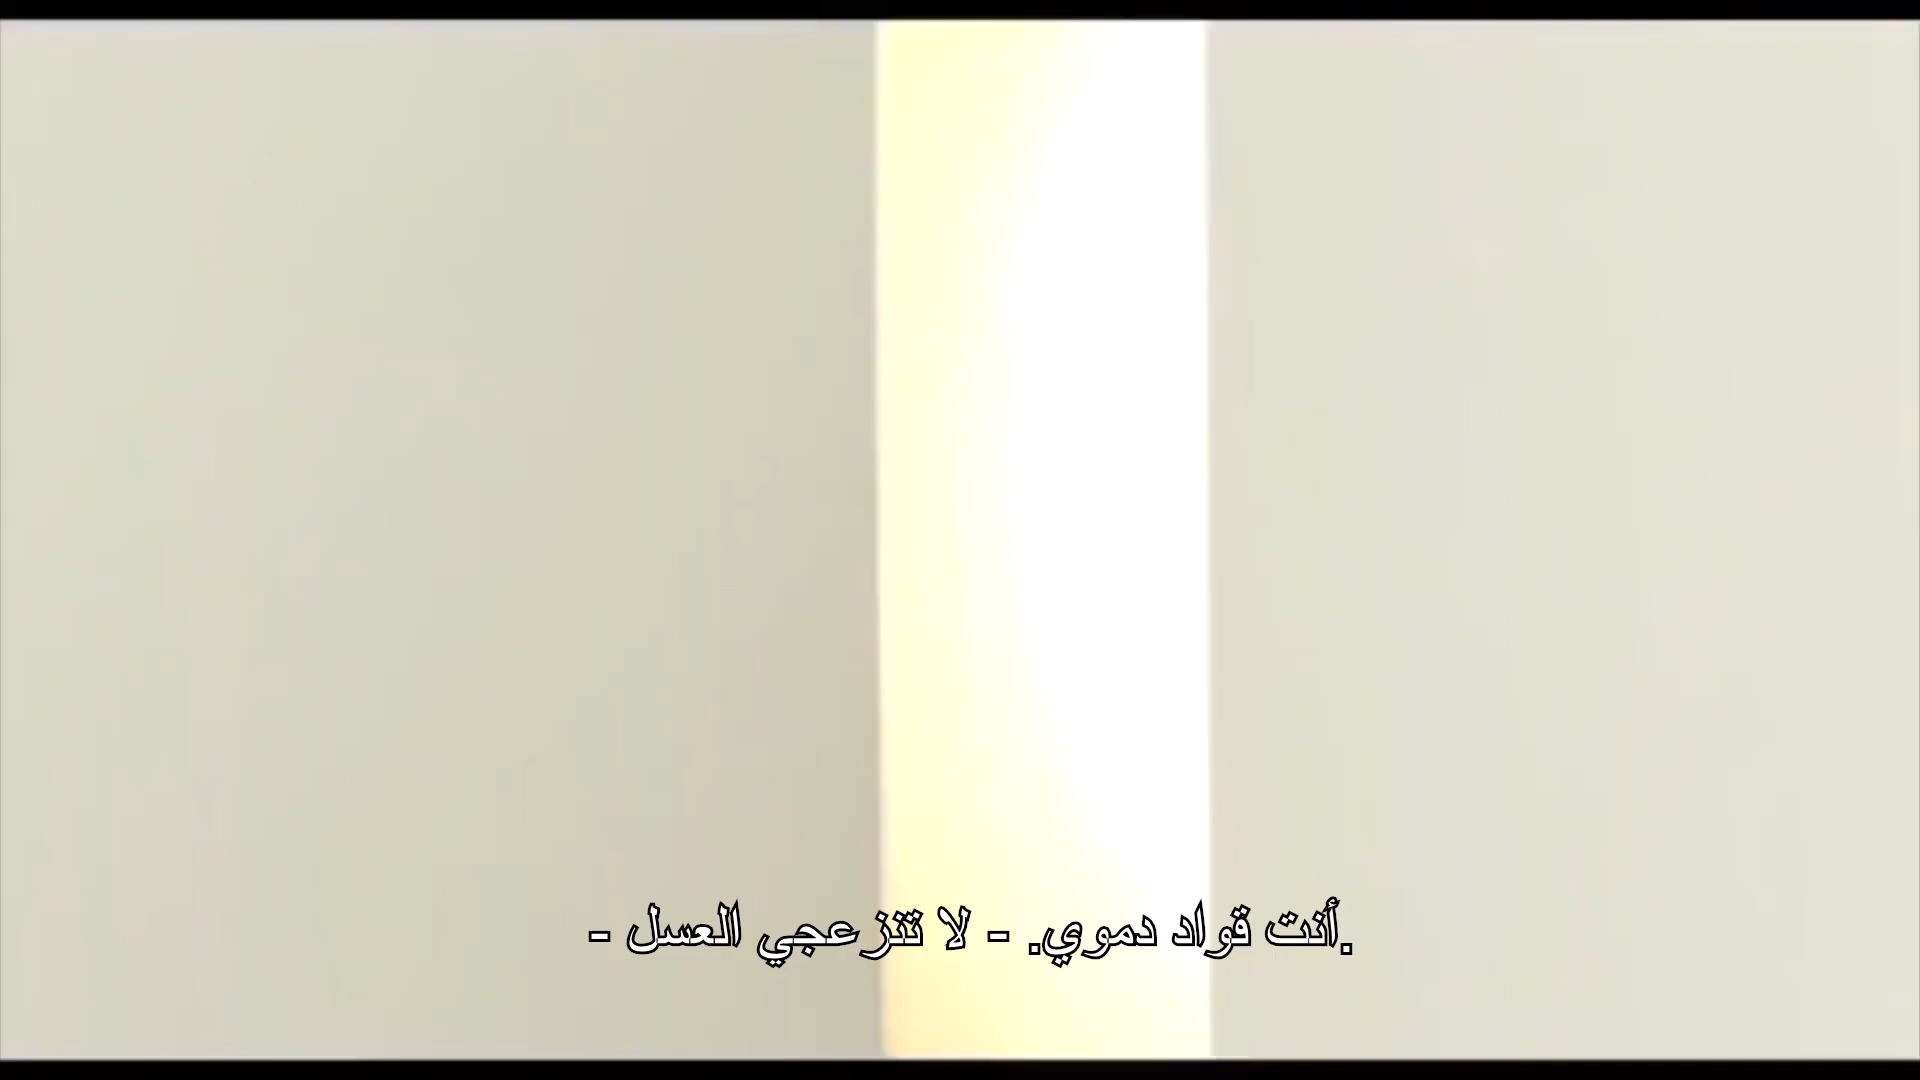 .أنت قواد دموي. - لا تنزعجي العسل -